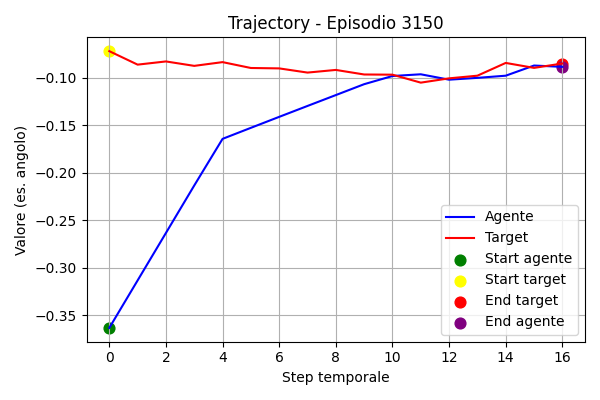 Trajectory - Episodio 3150
Valore (es. angolo)
−0.10
−0.15
−0.20
−0.25
−0.30
−0.35
Agente
Target
Start agente
Start target
End target
End agente
0 2 4 6 8 10 12 14 16
Step temporale